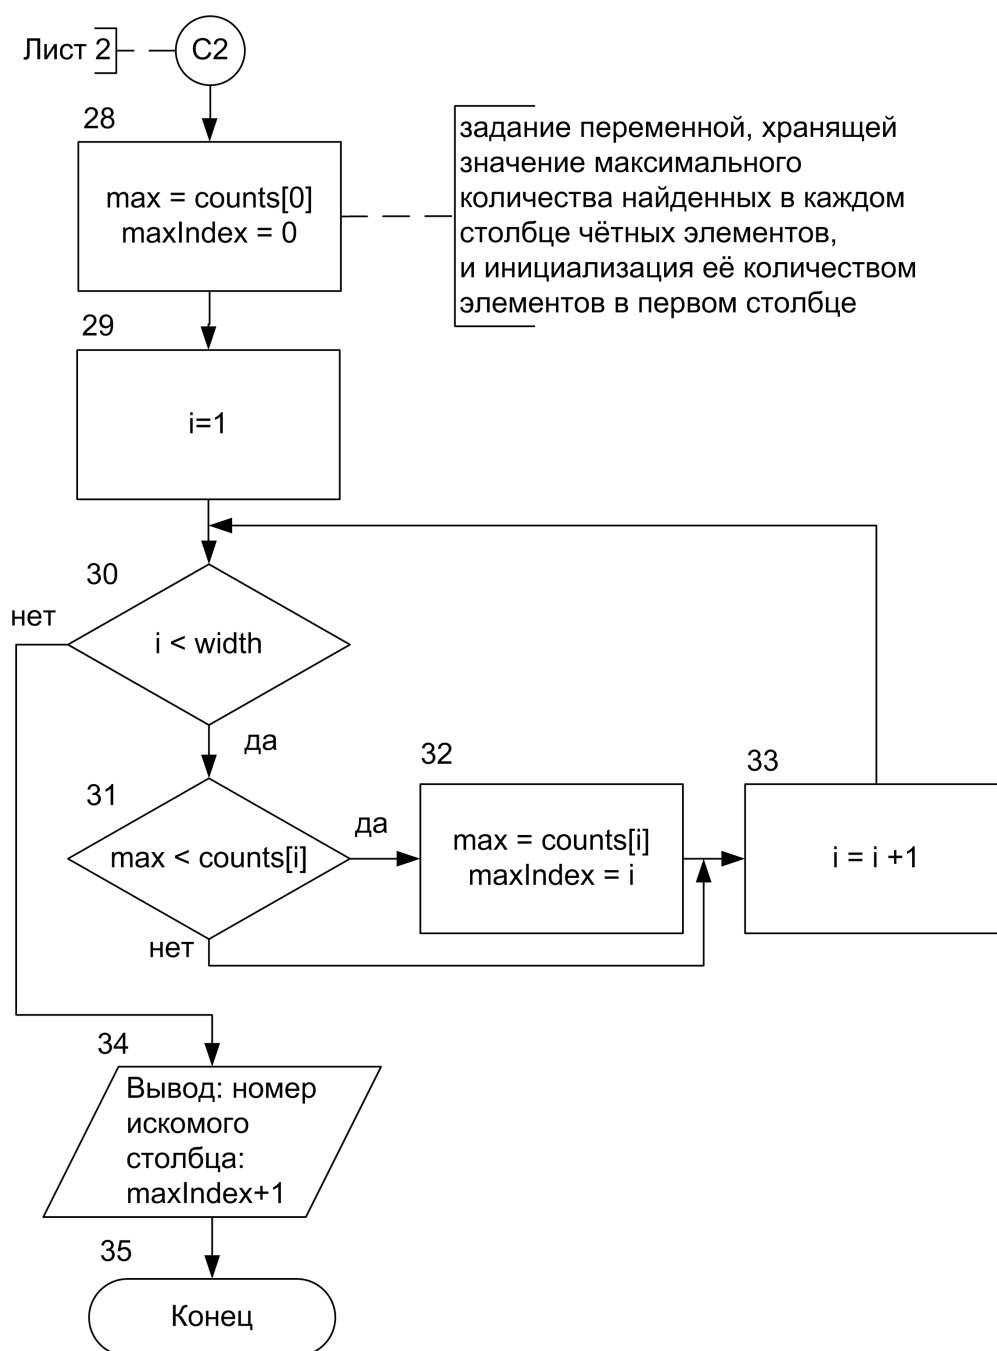 Лист 2
C2
28
max = counts[0]
maxIndex = 0
задание переменной, хранящей
значение максимального
количества найденных в каждом
столбце чётных элементов,
и инициализация её количеством
элементов в первом столбце
29
i=1
30
нет
i < width
да
31
max < counts[i]
да
нет
32
max = counts[i]
maxIndex = i
33
i = i +1
34
Вывод: номер
искомого
столбца:
maxIndex+1
35
Конец